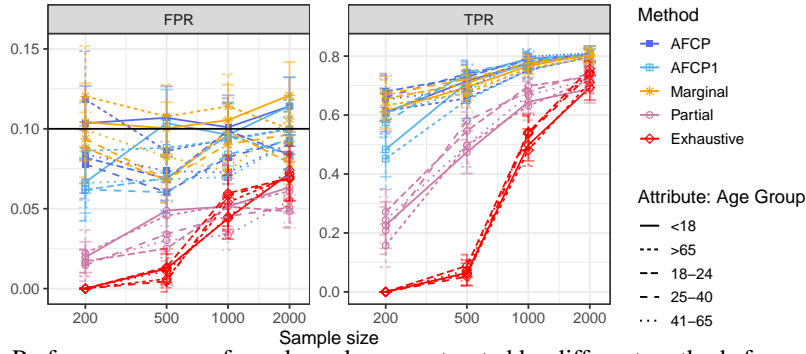 FPR
TPR
0.15
0.10
0.05
0.00
0.8
0.6
0.4
0.2
0.0
200 500 1000 2000
200 500 1000 2000
Sample size
Method
AFCP
AFCP1
Marginal
Partial
Exhaustive
Attribute: Age Group
<18
>65
18−24
25−40
41−65